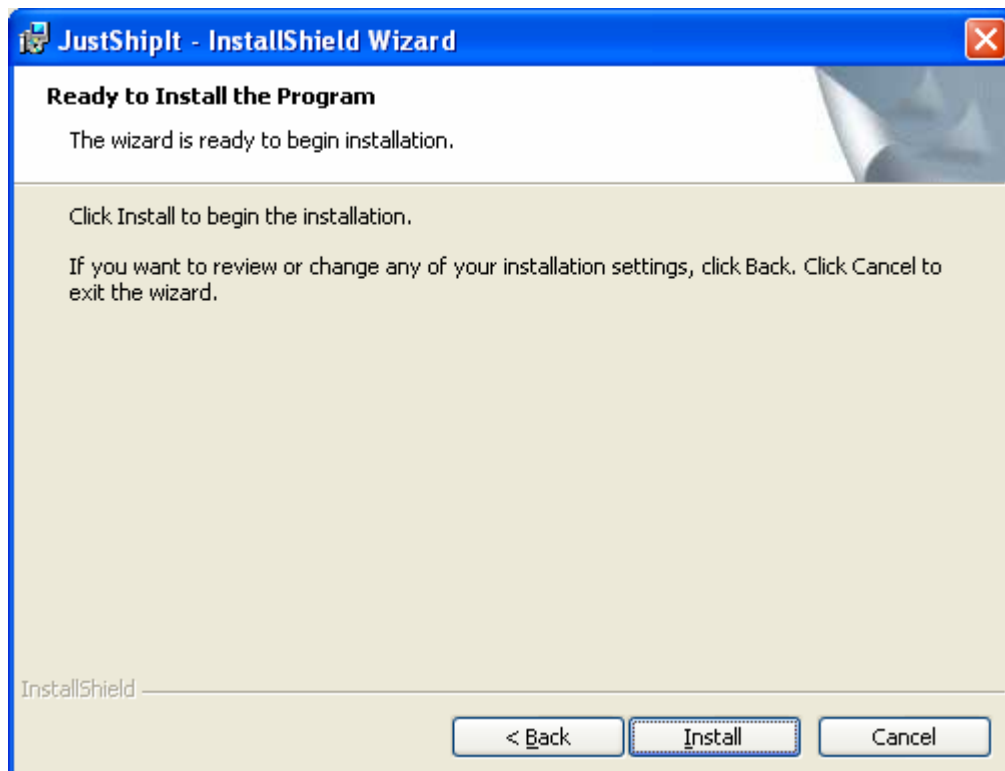 JustShipIt - InstallShield Wizard
Ready to Install the Program
The wizard is ready to begin installation.
Click Install to begin the installation.
If you want to review or change any of your installation settings, click Back. Click Cancel to
exit the wizard.
InstallShield
< Back
Install
Cancel